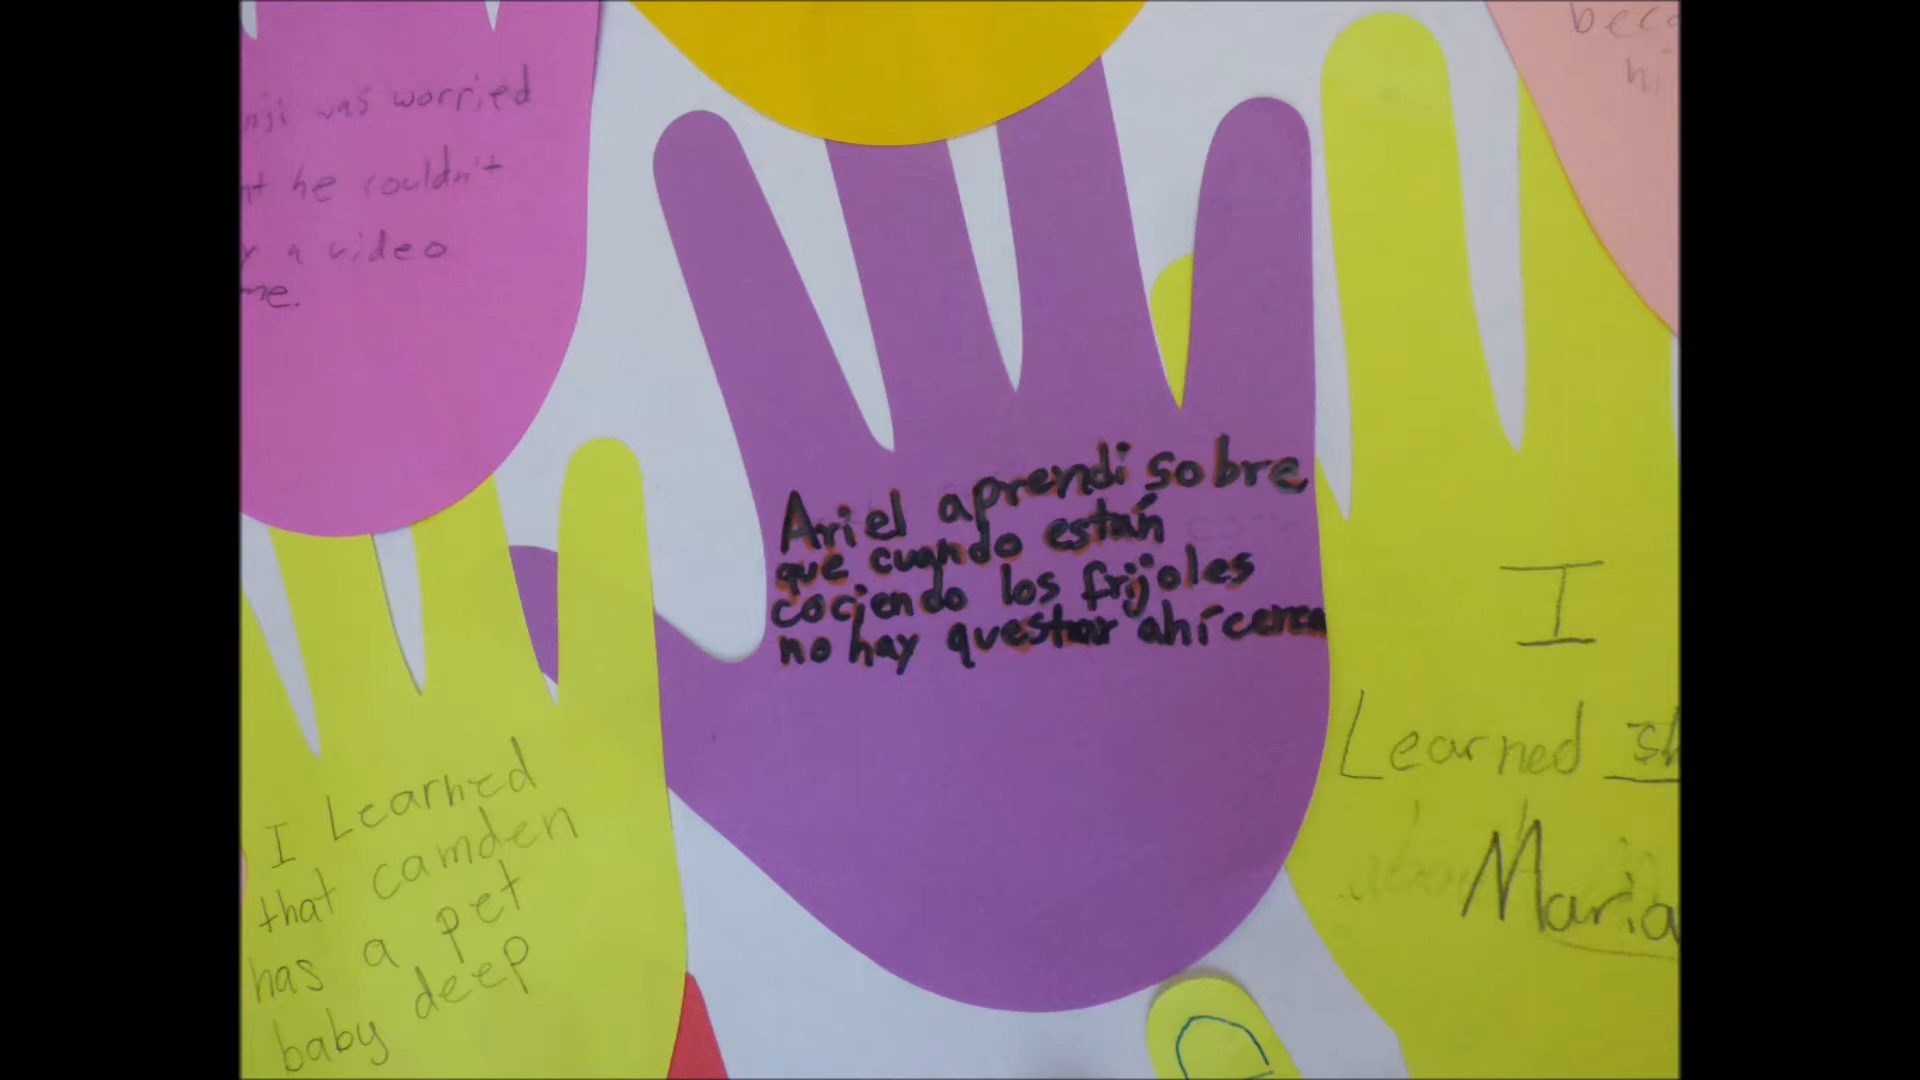 was worried
he couldn't
a video
me.
bec
Ariel aprendi sobre
que cuando están
cociendo los frijoles
no hay questar ahí cerca
I
Learned
Maria
I Learned
that camden
has a pet
baby deep